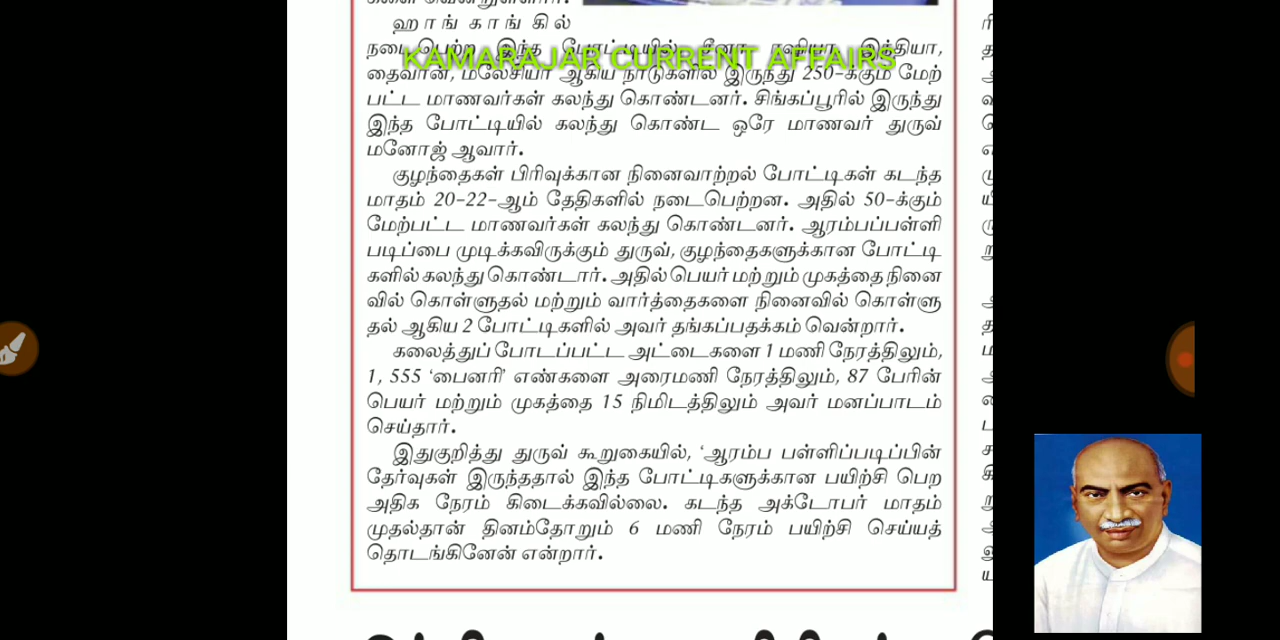 ஹாங்காங்கில்
KAMARAJAR CURRENT AFFAIRS
நடைபெற்ற இந்த போட்டியில் சீனா, ரஷியா, இந்தியா,
தைவான், மலேசியா ஆகிய நாடுகளில் இருந்து 250-க்கும் மேற்
பட்ட மாணவர்கள் கலந்து கொண்டனர். சிங்கப்பூரில் இருந்து
இந்த போட்டியில் கலந்து கொண்ட ஒரே மாணவர் துருவ்
மனோஜ் ஆவார்.
குழந்தைகள் பிரிவுக்கான நினைவாற்றல் போட்டிகள் கடந்த
மாதம் 20-22-ஆம் தேதிகளில் நடைபெற்றன. அதில் 50-க்கும்
மேற்பட்ட மாணவர்கள் கலந்து கொண்டனர். ஆரம்பப்பள்ளி
படிப்பை முடிக்கவிருக்கும் துருவ், குழந்தைகளுக்கான போட்டி
களில் கலந்து கொண்டார். அதில் பெயர் மற்றும் முகத்தை நினை
வில் கொள்ளுதல் மற்றும் வார்த்தைகளை நினைவில் கொள்ளு
தல் ஆகிய 2 போட்டிகளில் அவர் தங்கப்பதக்கம் வென்றார்.
கலைத்துப் போடப்பட்ட அட்டைகளை 1 மணி நேரத்திலும்,
1, 555 ‘பைனரி’ எண்களை அரைமணி நேரத்திலும், 87 பேரின்
பெயர் மற்றும் முகத்தை 15 நிமிடத்திலும் அவர் மனப்பாடம்
செய்தார்.
இதுகுறித்து துருவ் கூறுகையில், ‘ஆரம்ப பள்ளிப்படிப்பின்
தேர்வுகள் இருந்ததால் இந்த போட்டிகளுக்கான பயிற்சி பெற
அதிக நேரம் கிடைக்கவில்லை. கடந்த அக்டோபர் மாதம்
முதல்தான் தினம்தோறும் 6 மணி நேரம் பயிற்சி செய்யத்
தொடங்கினேன் என்றார்.